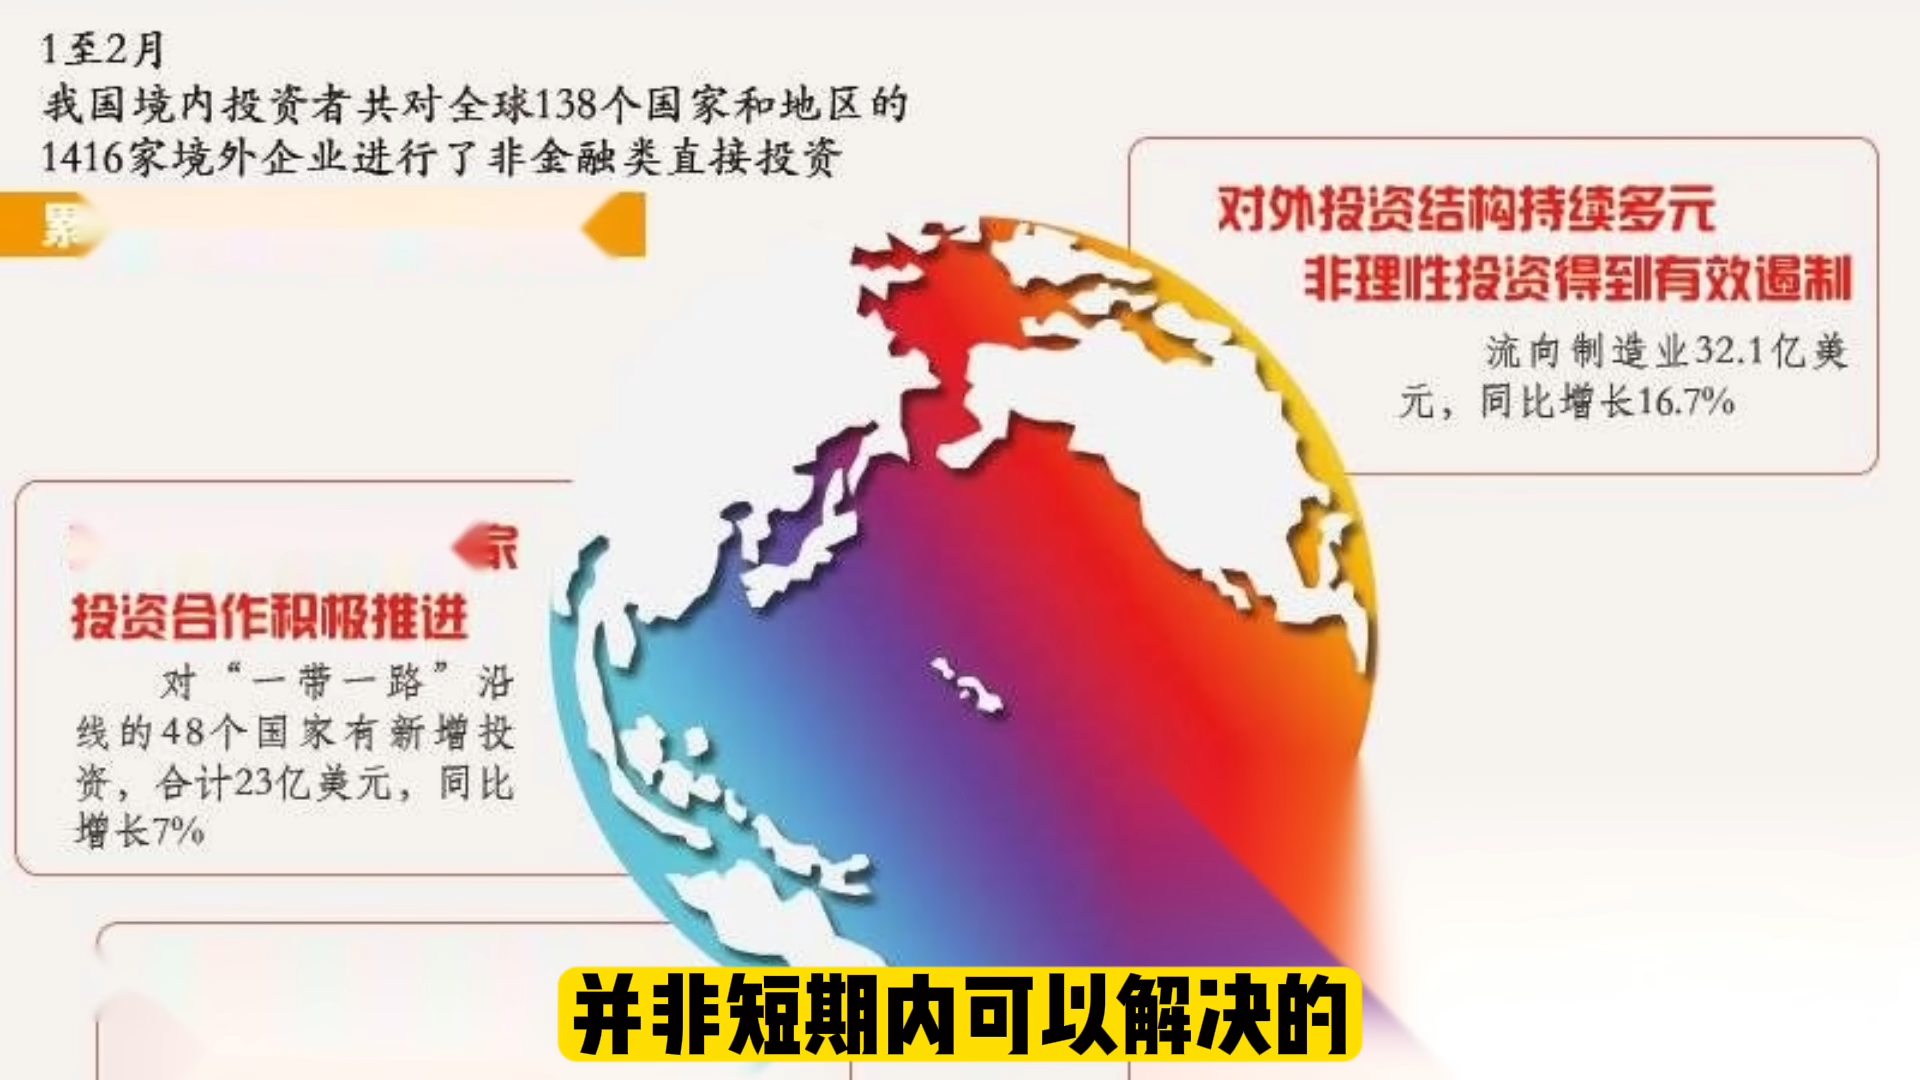 1至2月
我国境内投资者共对全球138个国家和地区的
1416家境外企业进行了非金融类直接投资
累
对外投资结构持续多元
非理性投资得到有效遏制
流向制造业32.1亿美
元，同比增长16.7%
家
投资合作积极推进
对“一带一路”沿
线的48个国家有新增投
资，合计23亿美元，同比
增长7%
并非短期内可以解决的